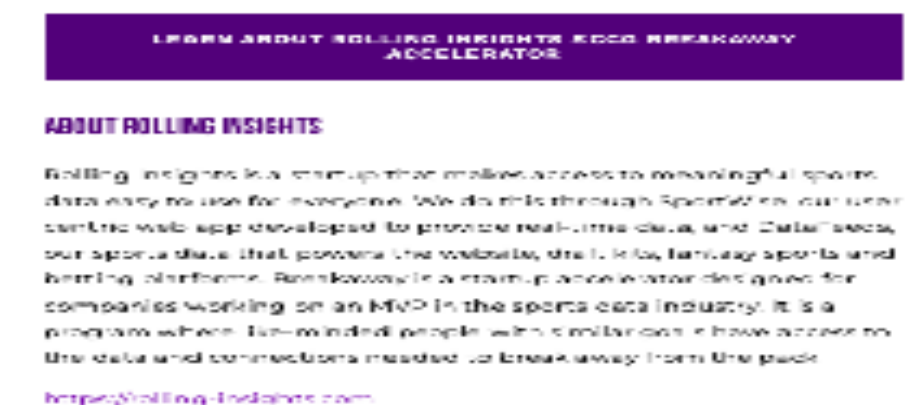 LEARN ABOUT ROLLING INSIGHTS BREAKAWAY
ACCELERATOR
ABOUT ROLLING INSIGHTS
Rolling Insights is a startup that makes access to meaningful sports
data easy to use for everyone. We do this through SportWise, our user
centric web app developed to provide real-time data, and DataFeeds,
our sports data that powers the website, draft kits, fantasy sports and
betting platforms. Breakaway is a startup accelerator designed for
companies working on an MVP in the sports data industry. It is a
program where like-minded people with similar goals have access to
the data and connections needed to break away from the pack
https://rolling-insights.com